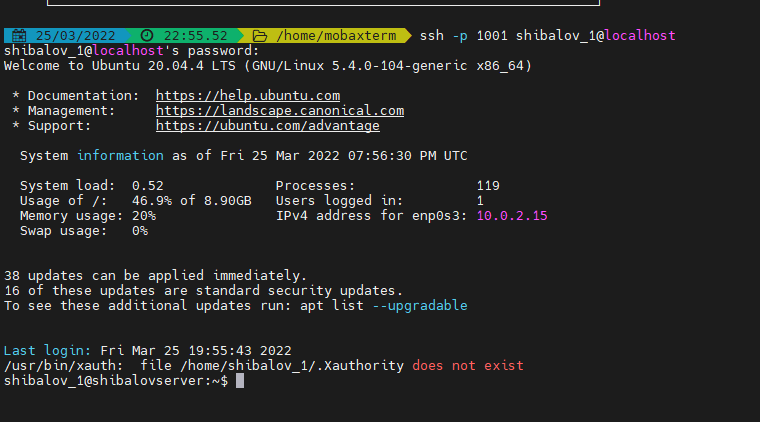 25/03/2022 22:55.52 /home/mobaxterm ssh -p 1001 shibalov_1@localhost
shibalov_1@localhost's password:
Welcome to Ubuntu 20.04.4 LTS (GNU/Linux 5.4.0-104-generic x86_64)
* Documentation: https://help.ubuntu.com
* Management: https://landscape.canonical.com
* Support: https://ubuntu.com/advantage
System information as of Fri 25 Mar 2022 07:56:30 PM UTC
System load: 0.52 Processes: 119
Usage of /: 46.9% of 8.90GB Users logged in: 1
Memory usage: 20% IPv4 address for enp0s3: 10.0.2.15
Swap usage: 0%
38 updates can be applied immediately.
16 of these updates are standard security updates.
To see these additional updates run: apt list --upgradable
Last login: Fri Mar 25 19:55:43 2022
/usr/bin/xauth: file /home/shibalov_1/.Xauthority does not exist
shibalov_1@shibalovserver:~$